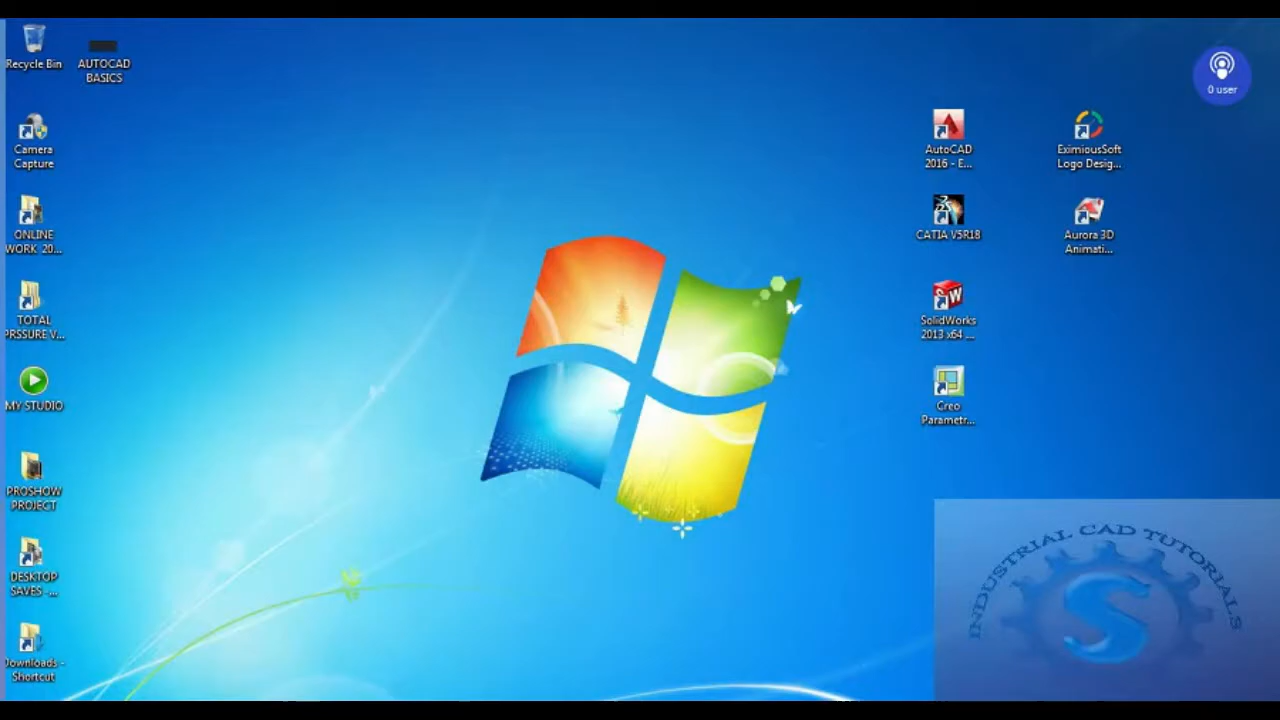 Recycle Bin
AUTOCAD
BASICS
Camera
Capture
ONLINE
WORK 20...
TOTAL
PRSSURE V...
MY STUDIO
PROSHOW
PROJECT
DESKTOP
SAVES -...
Downloads -
Shortcut
AutoCAD
2016 - E...
CATIA V5R18
SolidWorks
2013 x64 ...
Creo
Parametr...
0 user
EximiousSoft
Logo Desig...
Aurora 3D
Animati...
INDUSTRIAL CAD TUTORIALS
S